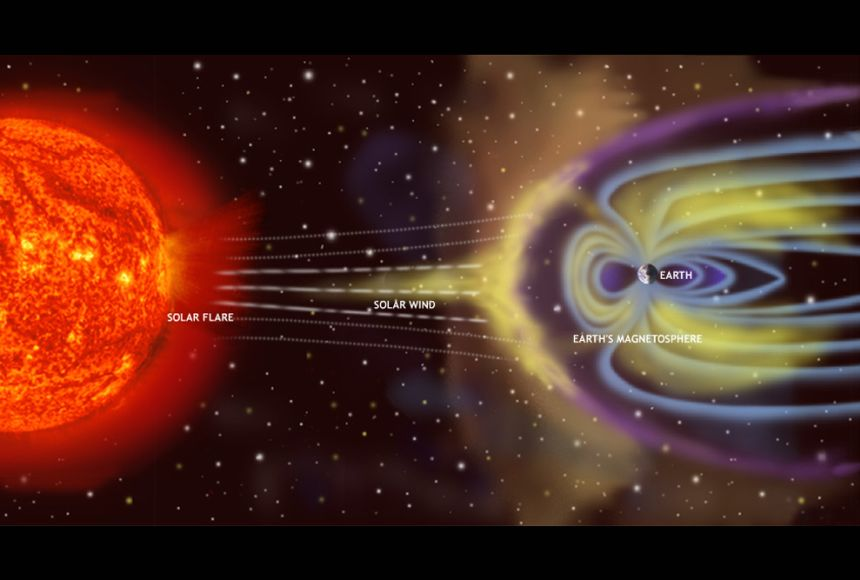 EARTH
SOLAR WIND
SOLAR FLARE
EARTH'S MAGNETOSPHERE